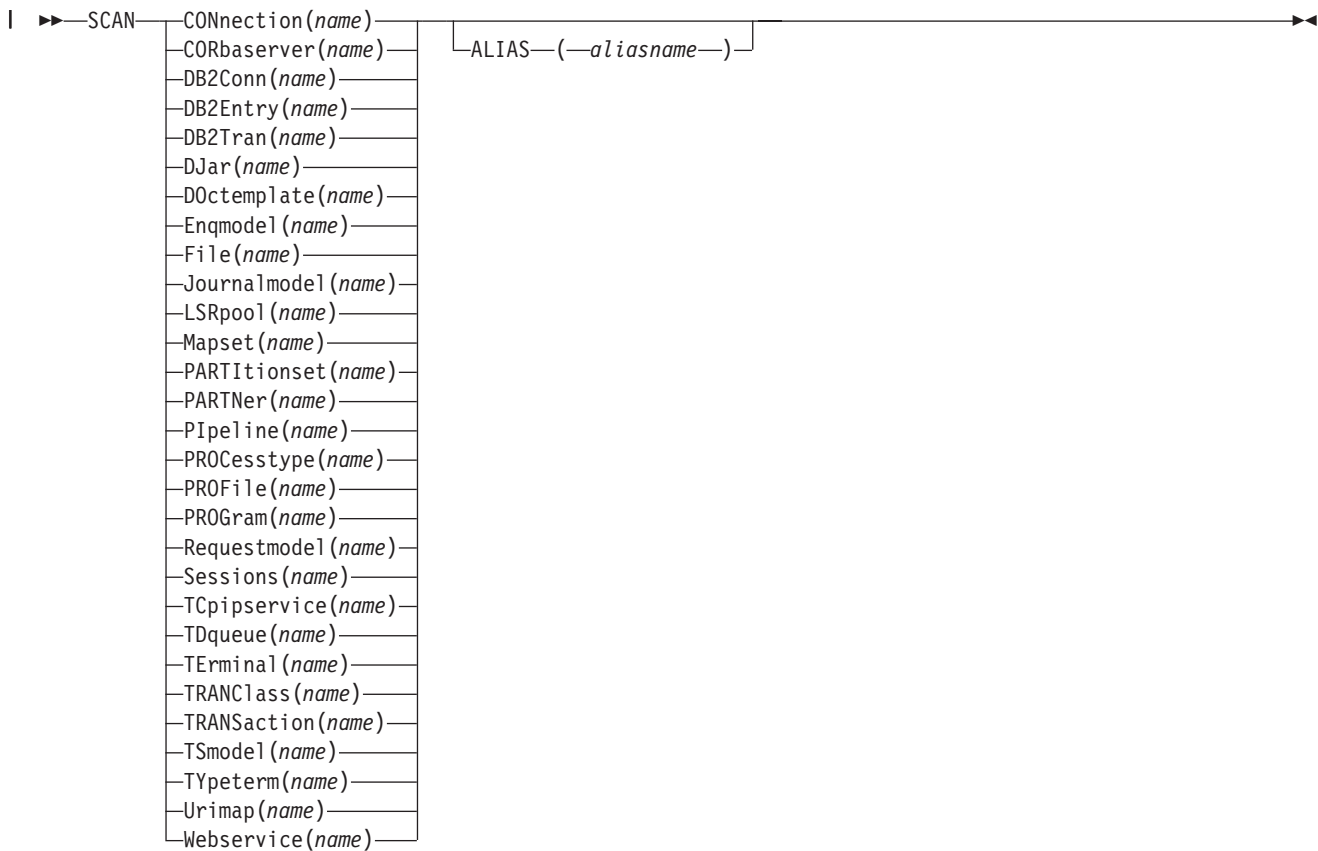 SCAN CONnection(name)
CORbaserver(name) ALIAS ( aliasname )
DB2Conn(name)
DB2Entry(name)
DB2Tran(name)
DJar(name)
DOctemplate(name)
Enqmodel(name)
File(name)
Journalmodel(name)
LSRpool(name)
Mapset(name)
PARTItionset(name)
PARTNer(name)
PIpeline(name)
PROCesstype(name)
PROFile(name)
PROGram(name)
Requestmodel(name)
Sessions(name)
TCpipservice(name)
TDqueue(name)
TErminal(name)
TRANClass(name)
TRANSaction(name)
TSmodel(name)
TYpeterm(name)
Urimap(name)
Webservice(name)